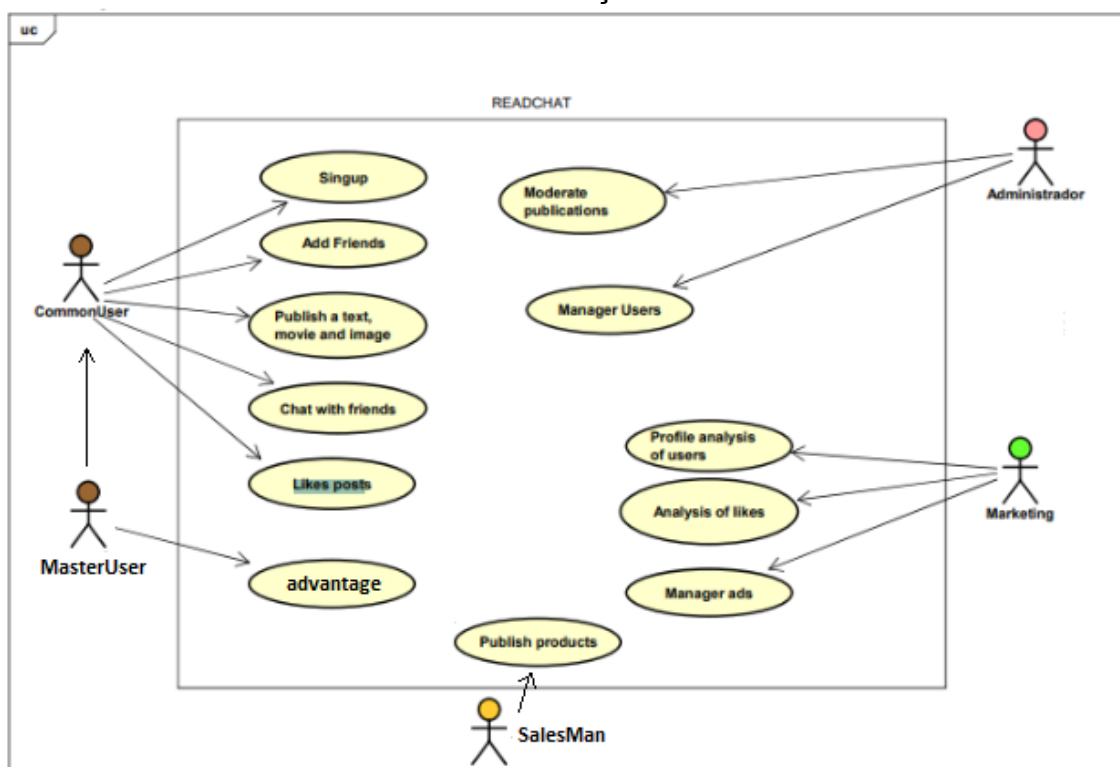 uc
READCHAT
Singup
Add Friends
Publish a text,
movie and image
Chat with friends
Likes posts
advantage
Moderate
publications
Manager Users
Profile analysis
of users
Analysis of likes
Manager ads
Publish products
CommonUser
MasterUser
Administrador
Marketing
SalesMan